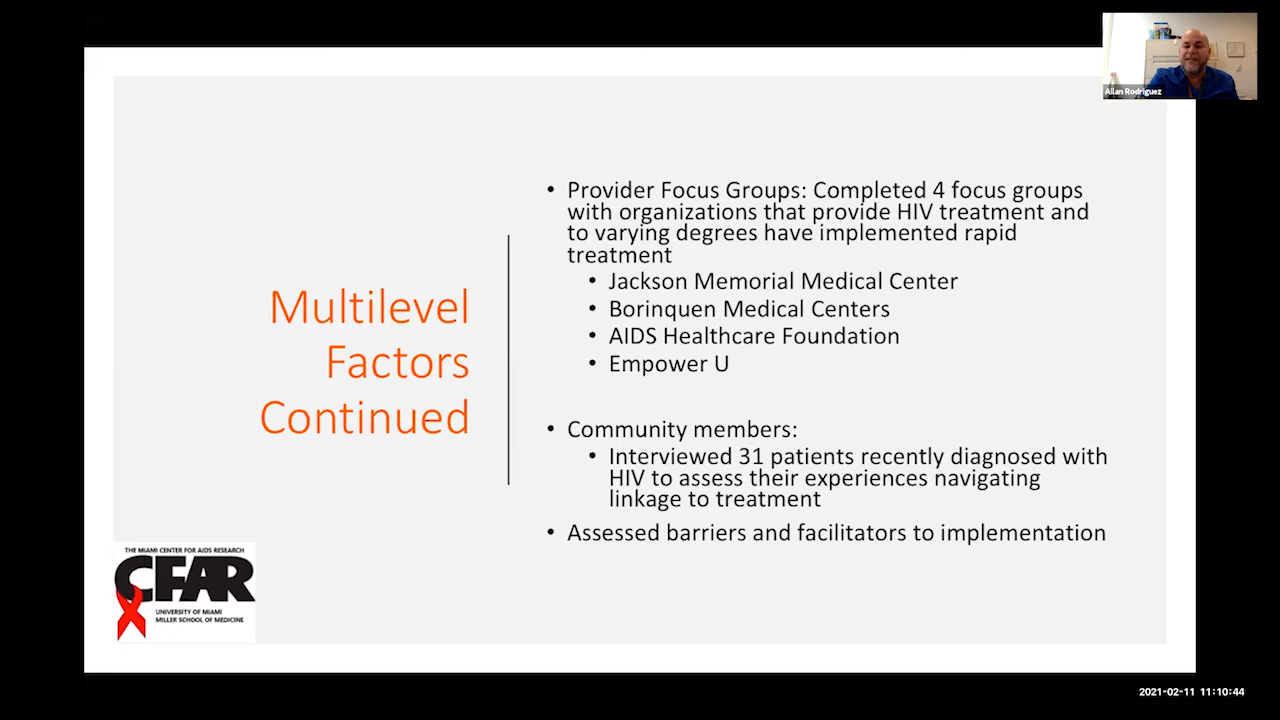 Allan Rodriguez
Multilevel
Factors
Continued
• Provider Focus Groups: Completed 4 focus groups
with organizations that provide HIV treatment and
to varying degrees have implemented rapid
treatment
• Jackson Memorial Medical Center
• Borinquen Medical Centers
• AIDS Healthcare Foundation
• Empower U
• Community members:
• Interviewed 31 patients recently diagnosed with
HIV to assess their experiences navigating
linkage to treatment
• Assessed barriers and facilitators to implementation
THE MIAMI CENTER FOR AIDS RESEARCH
CFAR
UNIVERSITY OF MIAMI
MILLER SCHOOL OF MEDICINE
2021-02-11 11:10:44